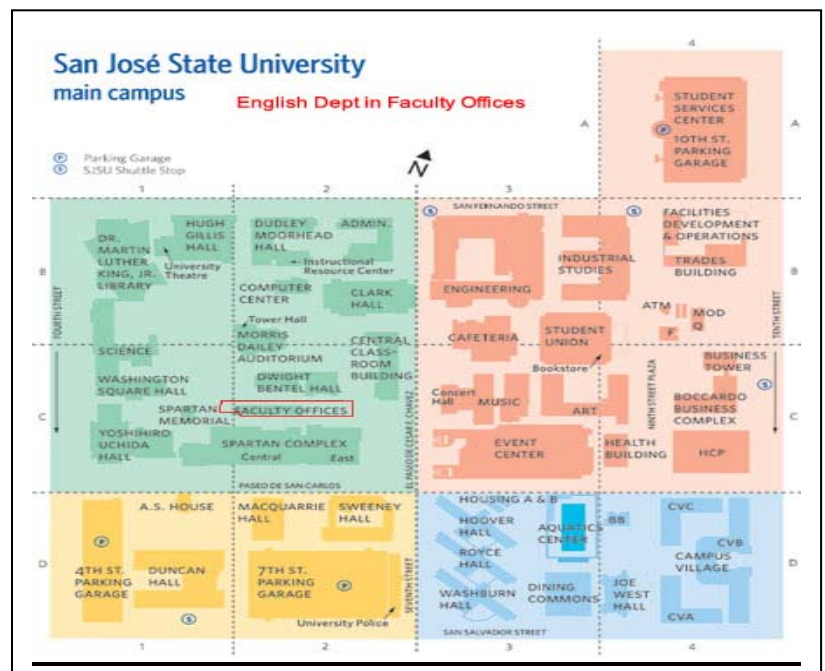 San José State University
main campus
English Dept in Faculty Offices
P Parking Garage
S SJSU Shuttle Stop
N
4
A
A
STUDENT
SERVICES
CENTER
P
10TH ST.
PARKING
GARAGE
1
2
3
SAN FERNANDO STREET
S
S
B
B
FOURTH STREET
DR.
MARTIN
LUTHER
KING, JR.
LIBRARY
HUGH
GILLIS
HALL
University
Theatre
DUDLEY
MOORHEAD
HALL
ADMIN.
Instructional
Resource Center
COMPUTER
CENTER
CLARK
HALL
Tower Hall
MORRIS
DAILEY
AUDITORIUM
CENTRAL
CLASS-
ROOM
BUILDING
ENGINEERING
INDUSTRIAL
STUDIES
FACILITIES
DEVELOPMENT
& OPERATIONS
TRADES
BUILDING
TENTH STREET
CAFETERIA
STUDENT
UNION
Bookstore
ATM
MOD
F
Q
BUSINESS
TOWER
S
SCIENCE
WASHINGTON
SQUARE HALL
DWIGHT
BENTEL HALL
C
C
SPARTAN
MEMORIAL
FACULTY OFFICES
YOSHIHIRO
UCHIDA
HALL
SPARTAN COMPLEX
Central
East
EL PASEO DE CESAR E. CHAVEZ
Concert
Hall
MUSIC
ART
NINTH STREET PLAZA
BOCCARDO
BUSINESS
COMPLEX
EVENT
CENTER
HEALTH
BUILDING
HCP
PASEO DE SAN CARLOS
A.S. HOUSE
MACQUARRIE
HALL
SWEENEY
HALL
HOUSING A & B
HOOVER
HALL
AQUATICS
CENTER
BB
CVC
D
D
P
4TH ST.
PARKING
GARAGE
DUNCAN
HALL
S
7TH ST.
PARKING
GARAGE
P
University Police
SEVENTH STREET
ROYCE
HALL
WASHBURN
HALL
DINING
COMMONS
JOE
WEST
HALL
CVB
CAMPUS
VILLAGE
CVA
SAN SALVADOR STREET
1
2
3
4